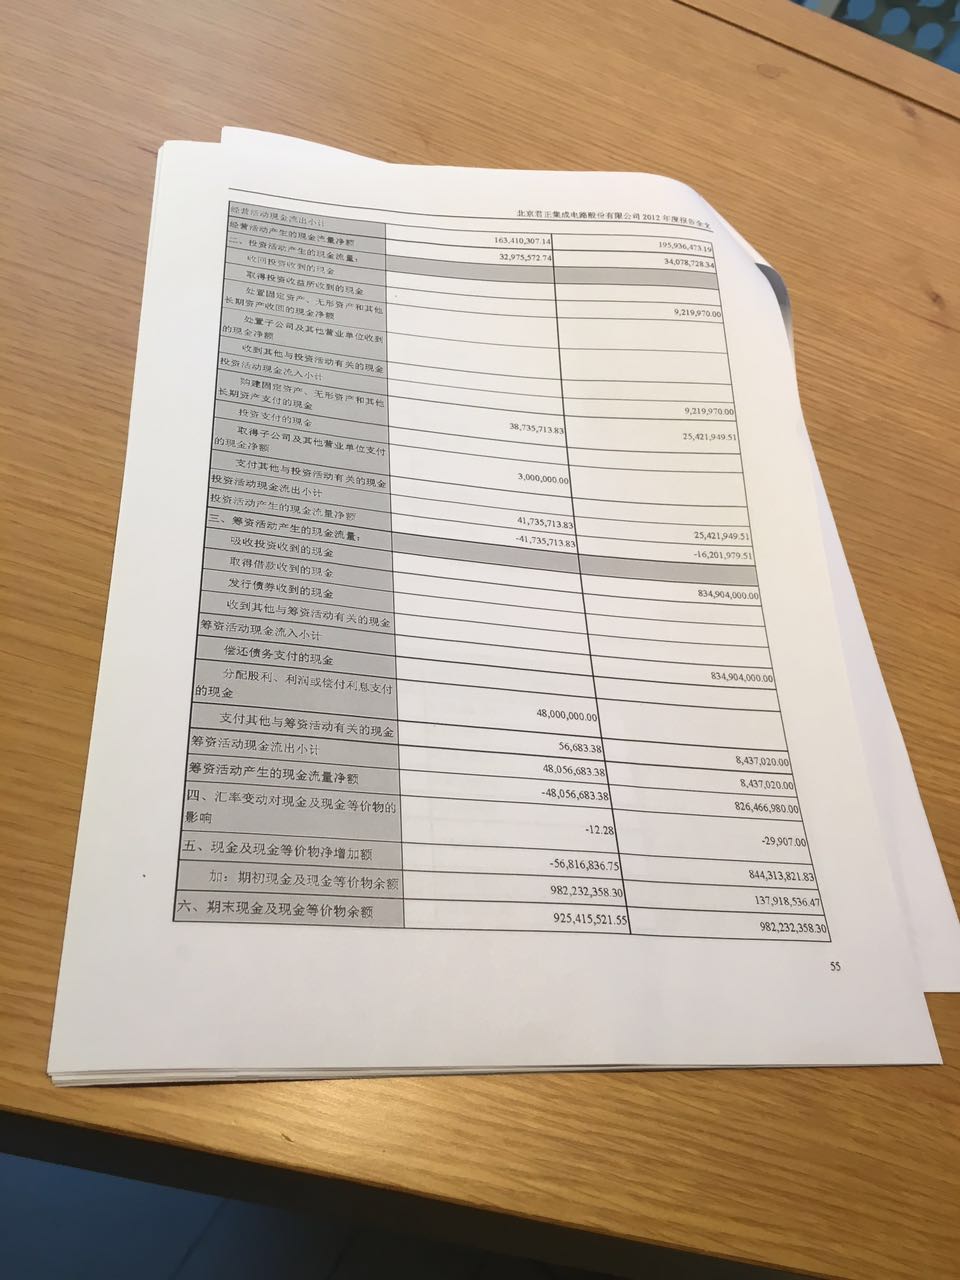 北京君正集成电路股份有限公司 2012 年度报告全文
经营活动现金流出小计 163,410,307.14 195,936,473.19
经营活动产生的现金流量净额 32,975,572.74 34,078,728.34
二、投资活动产生的现金流量：
收回投资收到的现金
取得投资收益所收到的现金 9,219,970.00
处置固定资产、无形资产和其他
长期资产收回的现金净额
处置子公司及其他营业单位收到
的现金净额
收到其他与投资活动有关的现金
投资活动现金流入小计 9,219,970.00
购建固定资产、无形资产和其他
长期资产支付的现金 38,735,713.83 25,421,949.51
投资支付的现金
取得子公司及其他营业单位支付
的现金净额 3,000,000.00
支付其他与投资活动有关的现金
投资活动现金流出小计 41,735,713.83 25,421,949.51
投资活动产生的现金流量净额 -41,735,713.83 -16,201,979.51
三、筹资活动产生的现金流量：
吸收投资收到的现金 834,904,000.00
取得借款收到的现金
发行债券收到的现金
收到其他与筹资活动有关的现金
筹资活动现金流入小计 834,904,000.00
偿还债务支付的现金
分配股利、利润或偿付利息支付
的现金 48,000,000.00
支付其他与筹资活动有关的现金 56,683.38 8,437,020.00
筹资活动现金流出小计 48,056,683.38 8,437,020.00
筹资活动产生的现金流量净额 -48,056,683.38 826,466,980.00
四、汇率变动对现金及现金等价物的
影响 -12.28 -29,907.00
五、现金及现金等价物净增加额 -56,816,836.75 844,313,821.83
加：期初现金及现金等价物余额 982,232,358.30 137,918,536.47
六、期末现金及现金等价物余额 925,415,521.55 982,232,358.30
55